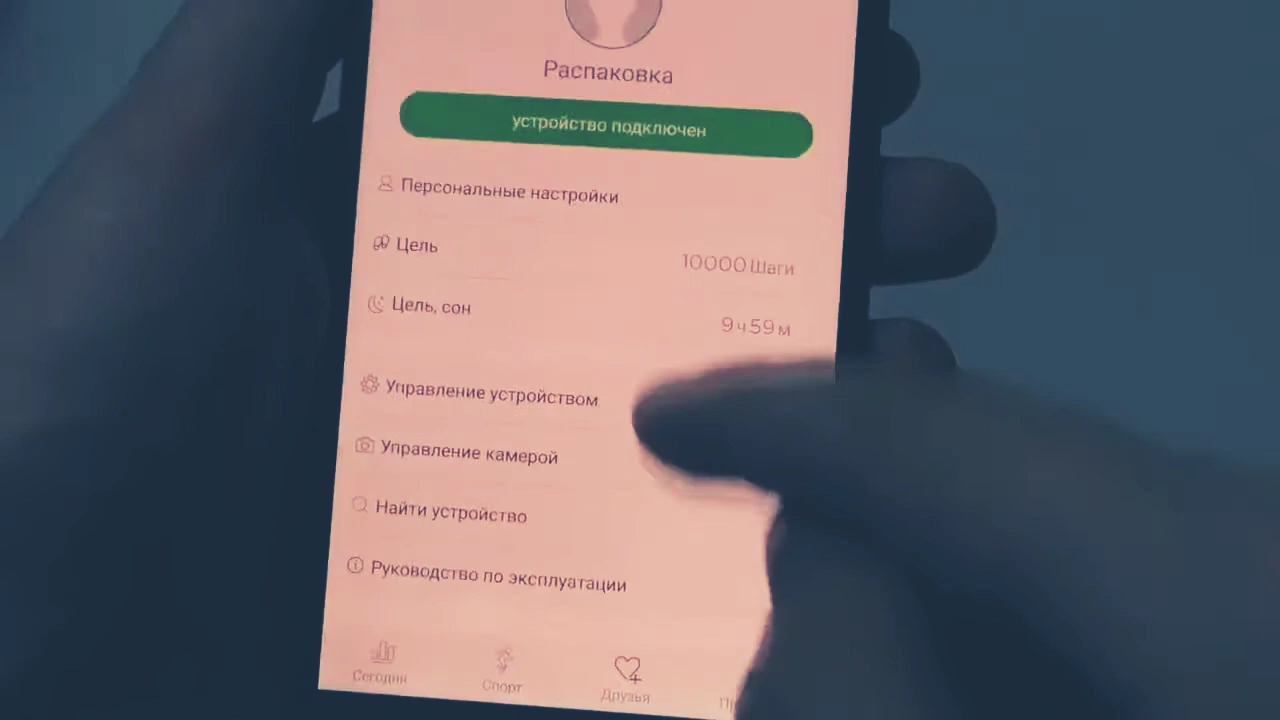 Распаковка
устройство подключен
Персональные настройки
Цель
10000 Шаги
Цель, сон
9 ч 59 м
Управление устройством
Управление камерой
Найти устройство
Руководство по эксплуатации
Сегодня
Спорт
Друзья